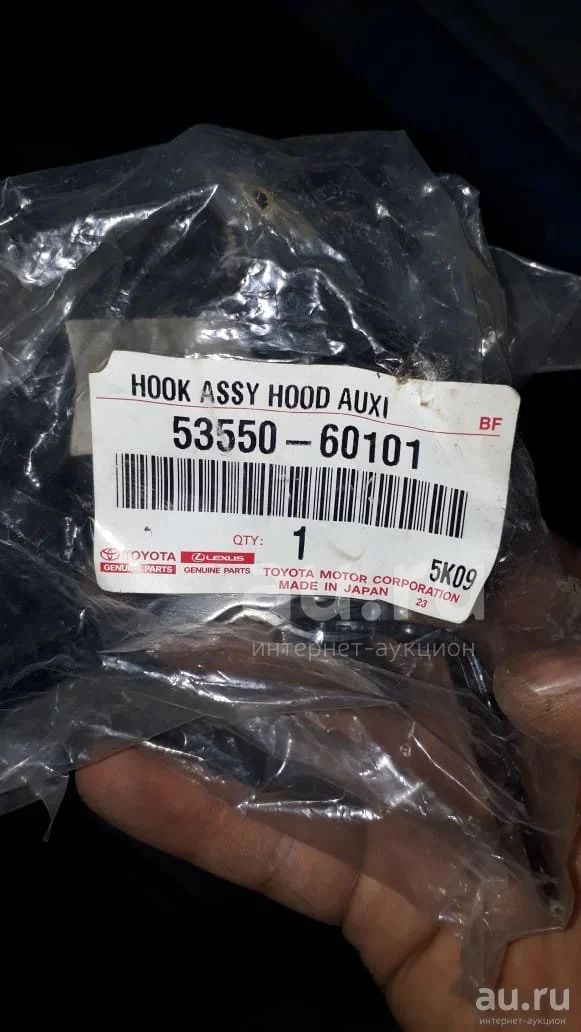 HOOK ASSY HOOD AUXI
BF
53550-60101
QTY: 1
TOYOTA LEXUS
GENUINE PARTS GENUINE PARTS
TOYOTA MOTOR CORPORATION
MADE IN JAPAN 23
5K09
au.ru
интернет-аукцион
au.ru
интернет-аукцион